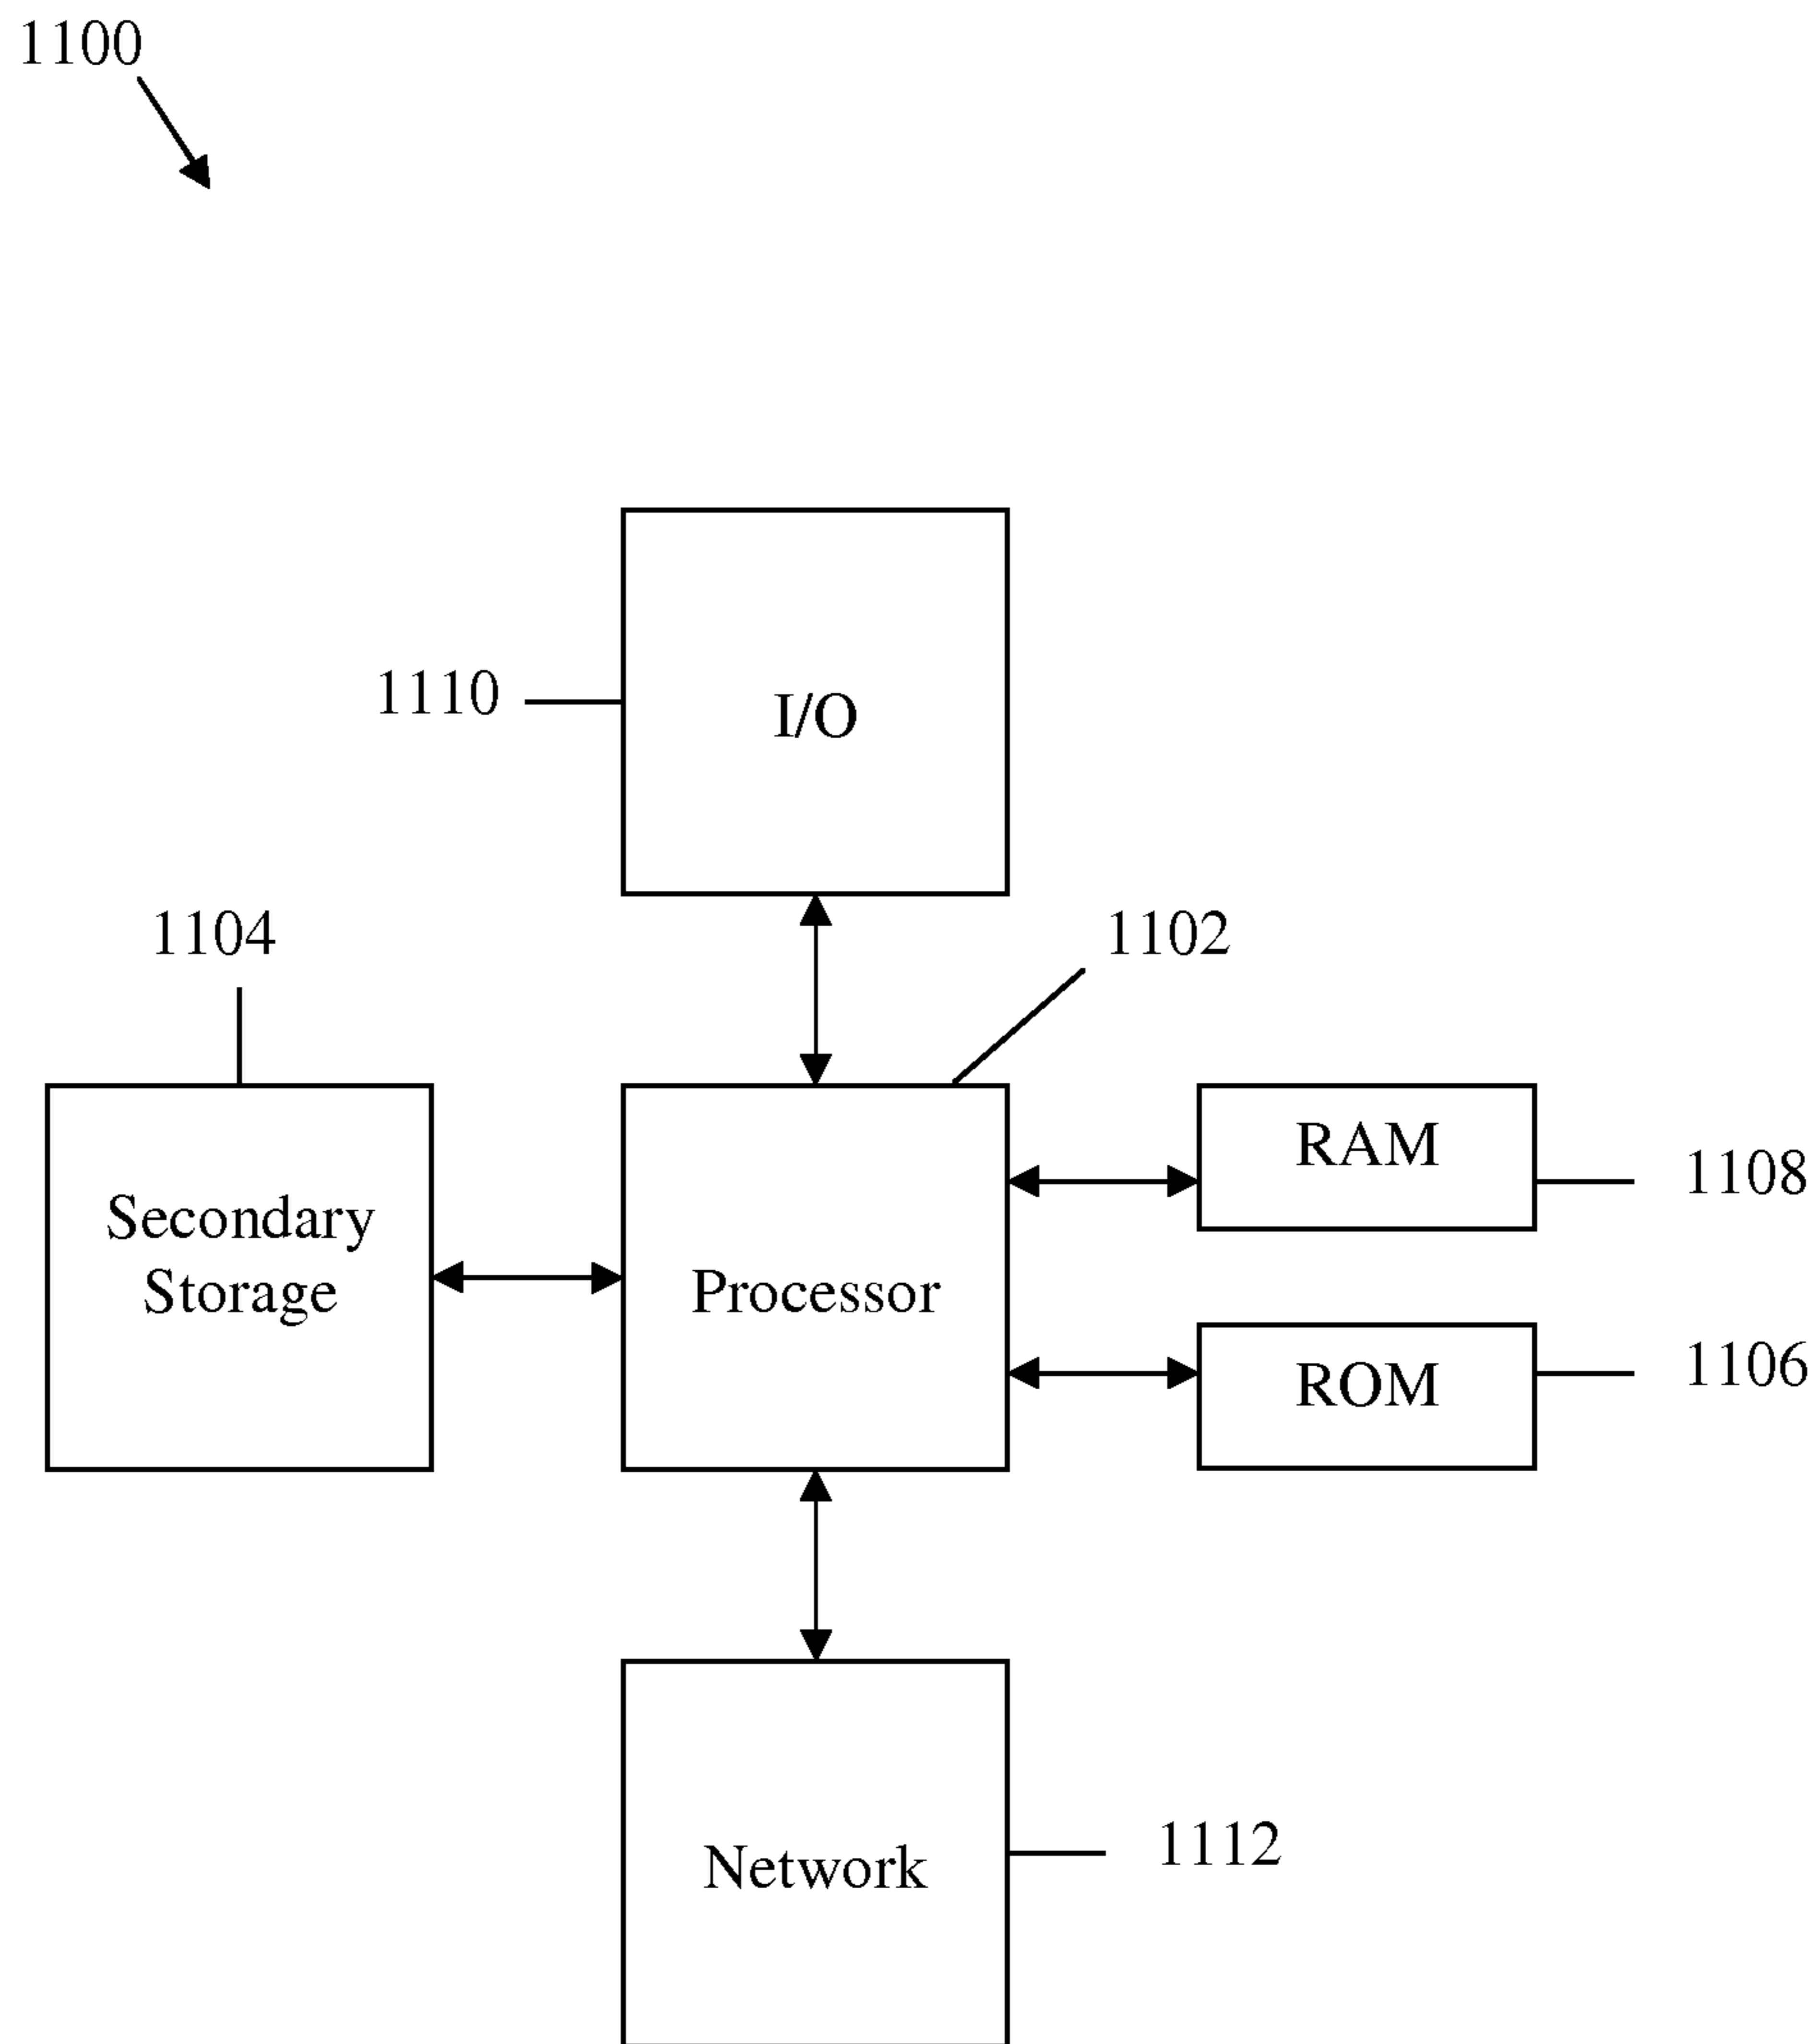 1100
I/O
1110
1104
1102
RAM
1108
Secondary
Storage
Processor
ROM
1106
Network
1112